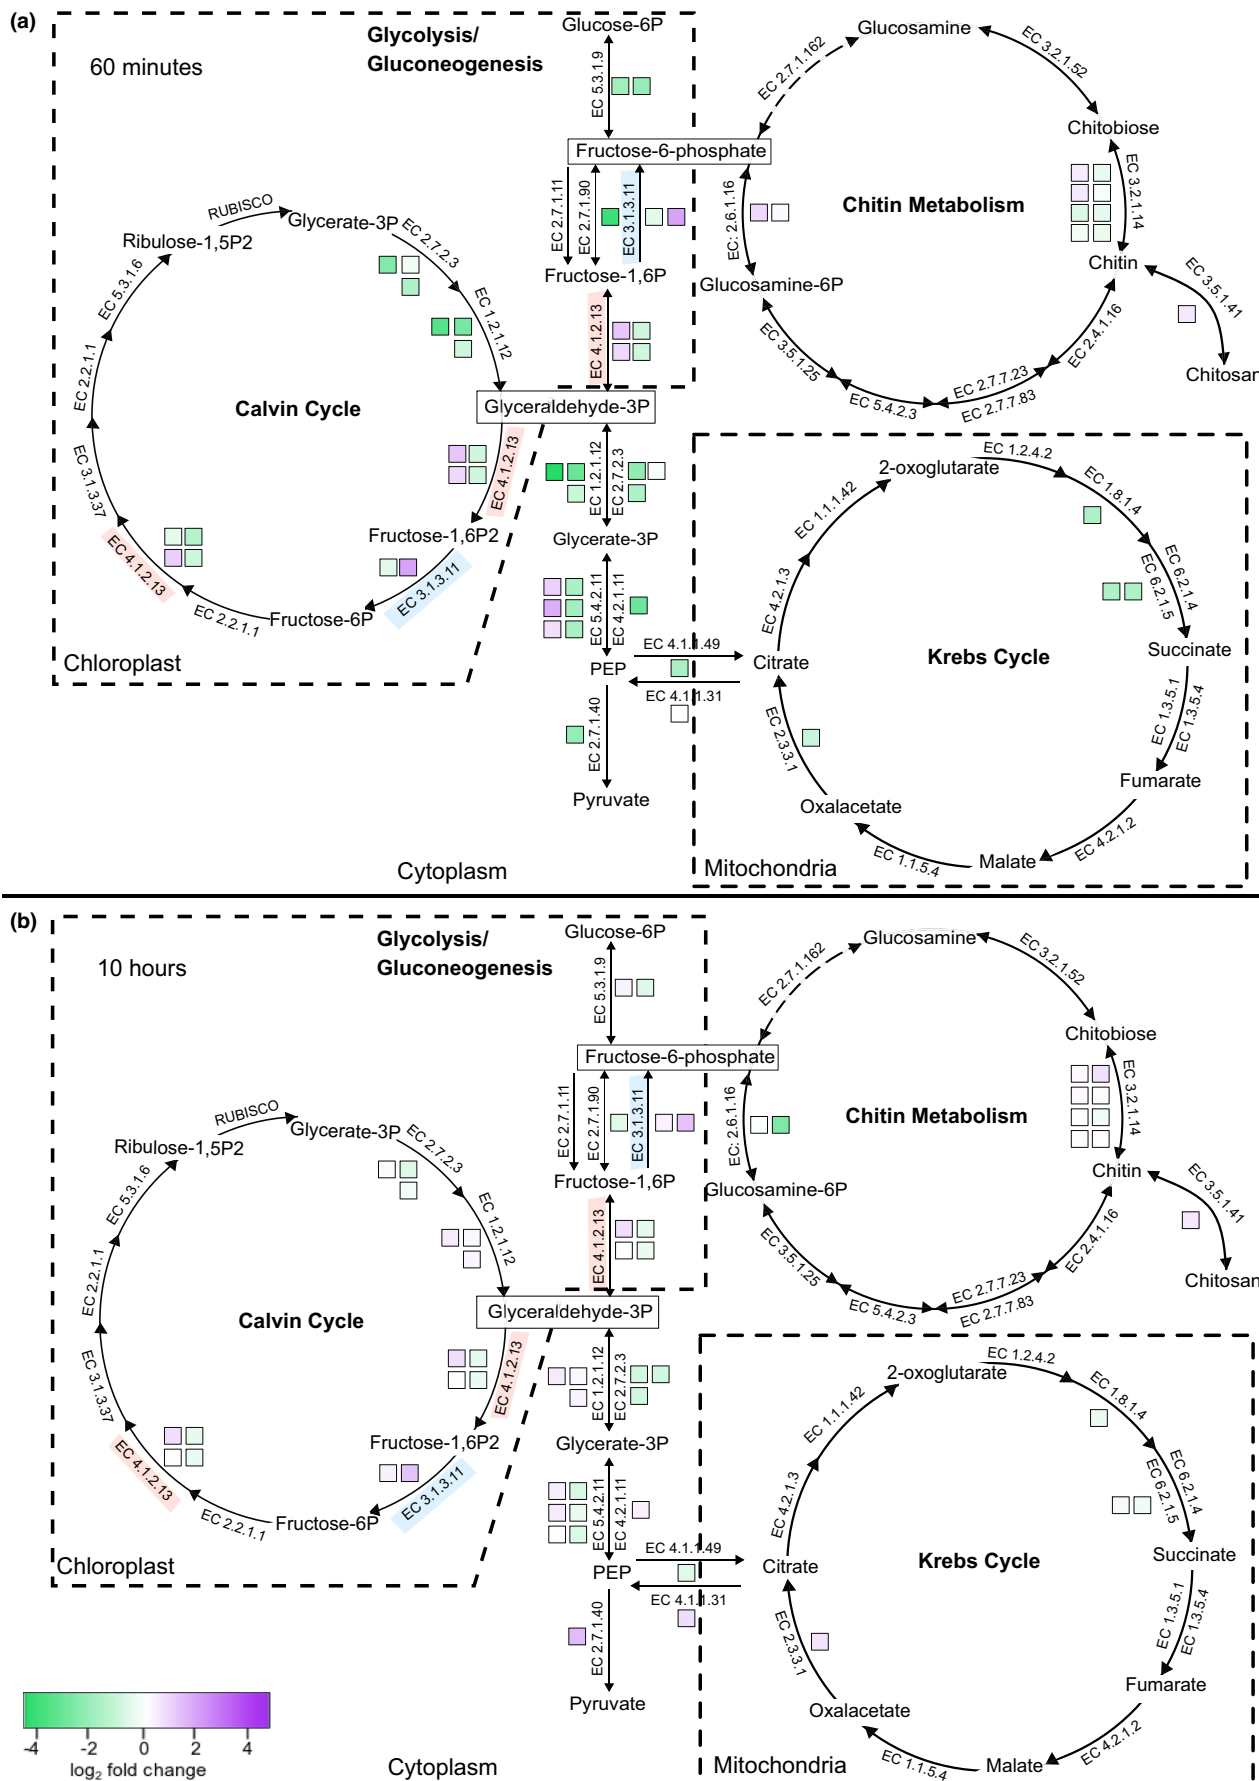 (a)
60 minutes
Glycolysis/
Gluconeogenesis
Glucose-6P
EC 5.3.1.9
Fructose-6-phosphate
EC 2.7.1.11
EC 2.7.1.90
EC 3.1.3.11
Fructose-1,6P
EC 4.1.2.13
Glyceraldehyde-3P
RUBISCO
Glycerate-3P
EC 2.7.2.3
EC 1.2.1.12
Ribulose-1,5P2
EC 5.3.1.6
EC 2.2.1.1
EC 3.1.3.37
EC 4.1.2.13
EC 2.2.1.1
Fructose-6P
EC 3.1.3.11
Fructose-1,6P2
EC 4.1.2.13
Calvin Cycle
Chloroplast
EC 1.2.1.12
EC 2.7.2.3
Glycerate-3P
EC 5.4.2.11
EC 4.2.1.11
PEP
EC 4.1.1.49
EC 4.1.1.31
EC 2.7.1.40
Pyruvate
Cytoplasm
EC 2.7.1.162
Glucosamine
EC 3.2.1.52
Chitobiose
EC 3.2.1.14
Chitin Metabolism
EC: 2.6.1.16
Glucosamine-6P
Chitin
EC 3.5.1.41
Chitosan
EC 2.4.1.16
EC 2.7.7.23
EC 2.7.7.83
EC 5.4.2.3
EC 3.5.1.25
EC 1.2.4.2
2-oxoglutarate
EC 1.8.1.4
EC 1.1.1.42
EC 6.2.1.4
EC 6.2.1.5
EC 4.2.1.3
Citrate
Krebs Cycle
Succinate
EC 1.3.5.1
EC 1.3.5.4
EC 2.3.3.1
Fumarate
Oxalacetate
EC 4.2.1.2
EC 1.1.5.4
Malate
Mitochondria
(b)
10 hours
Glycolysis/
Gluconeogenesis
Glucose-6P
EC 5.3.1.9
Fructose-6-phosphate
EC 2.7.1.11
EC 2.7.1.90
EC 3.1.3.11
Fructose-1,6P
EC 4.1.2.13
Glyceraldehyde-3P
RUBISCO
Glycerate-3P
EC 2.7.2.3
EC 1.2.1.12
Ribulose-1,5P2
EC 5.3.1.6
EC 2.2.1.1
EC 3.1.3.37
EC 4.1.2.13
EC 2.2.1.1
Fructose-6P
EC 3.1.3.11
Fructose-1,6P2
EC 4.1.2.13
Calvin Cycle
Chloroplast
EC 1.2.1.12
EC 2.7.2.3
Glycerate-3P
EC 5.4.2.11
EC 4.2.1.11
PEP
EC 4.1.1.49
EC 4.1.1.31
EC 2.7.1.40
Pyruvate
Cytoplasm
EC 2.7.1.162
Glucosamine
EC 3.2.1.52
Chitobiose
EC 3.2.1.14
Chitin Metabolism
EC: 2.6.1.16
Glucosamine-6P
Chitin
EC 3.5.1.41
Chitosan
EC 2.4.1.16
EC 2.7.7.23
EC 2.7.7.83
EC 5.4.2.3
EC 3.5.1.25
EC 1.2.4.2
2-oxoglutarate
EC 1.8.1.4
EC 1.1.1.42
EC 6.2.1.4
EC 6.2.1.5
EC 4.2.1.3
Citrate
Krebs Cycle
Succinate
EC 1.3.5.1
EC 1.3.5.4
EC 2.3.3.1
Fumarate
Oxalacetate
EC 4.2.1.2
EC 1.1.5.4
Malate
Mitochondria
-4 -2 0 2 4
log₂ fold change